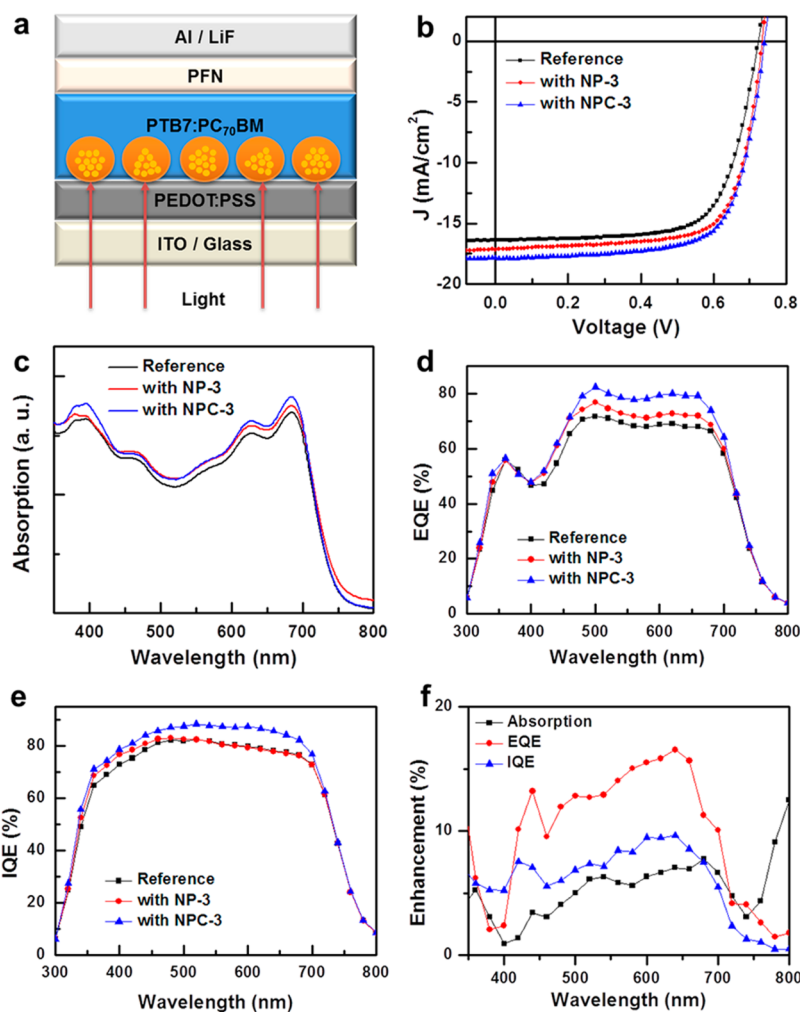 a
Al / LiF
PFN
PTB7:PC70BM
PEDOT:PSS
ITO / Glass
Light
b
Reference
with NP-3
with NPC-3
0
-5
-10
-15
-20
J (mA/cm2)
0.0 0.2 0.4 0.6 0.8
Voltage (V)
c
Reference
with NP-3
with NPC-3
Absorption (a. u.)
400 500 600 700 800
Wavelength (nm)
d
80
60
40
20
0
EQE (%)
Reference
with NP-3
with NPC-3
300 400 500 600 700 800
Wavelength (nm)
e
80
60
40
20
0
IQE (%)
Reference
with NP-3
with NPC-3
300 400 500 600 700 800
Wavelength (nm)
f
20
10
0
Enhancement (%)
Absorption
EQE
IQE
400 500 600 700 800
Wavelength (nm)